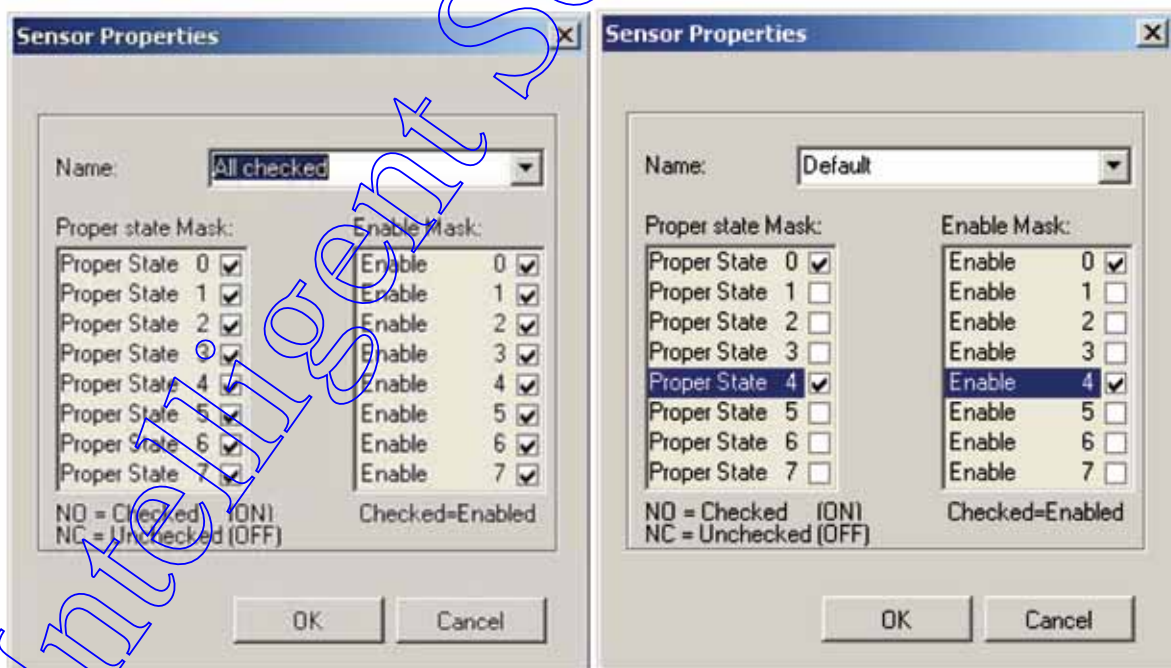 Sensor Properties
Name: All checked
Proper state Mask: Enable Mask:
Proper State 0 Enable 0
Proper State 1 Enable 1
Proper State 2 Enable 2
Proper State 3 Enable 3
Proper State 4 Enable 4
Proper State 5 Enable 5
Proper State 6 Enable 6
Proper State 7 Enable 7
NO = Checked (ON) Checked=Enabled
NC = Unchecked (OFF)
OK Cancel
Sensor Properties
Name: Default
Proper state Mask: Enable Mask:
Proper State 0 Enable 0
Proper State 1 Enable 1
Proper State 2 Enable 2
Proper State 3 Enable 3
Proper State 4 Enable 4
Proper State 5 Enable 5
Proper State 6 Enable 6
Proper State 7 Enable 7
NO = Checked (ON) Checked=Enabled
NC = Unchecked (OFF)
OK Cancel
Intelligent